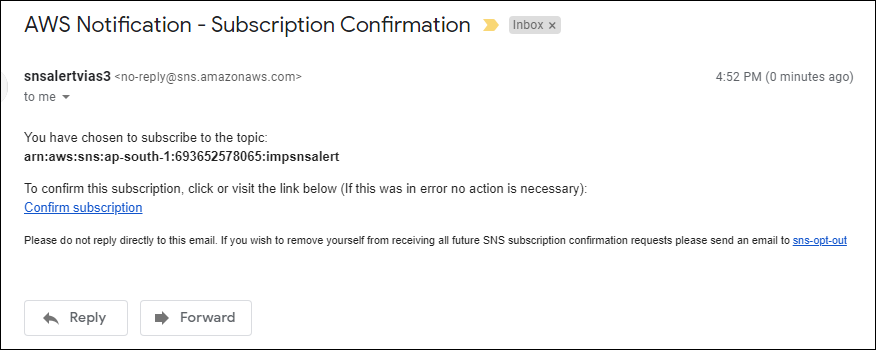 AWS Notification - Subscription Confirmation Inbox ×
snsalertvias3 <no-reply@sns.amazonaws.com> 4:52 PM (0 minutes ago)
to me
You have chosen to subscribe to the topic:
arn:aws:sns:ap-south-1:693652578065:impsnsalert
To confirm this subscription, click or visit the link below (If this was in error no action is necessary):
Confirm subscription
Please do not reply directly to this email. If you wish to remove yourself from receiving all future SNS subscription confirmation requests please send an email to sns-opt-out
Reply Forward